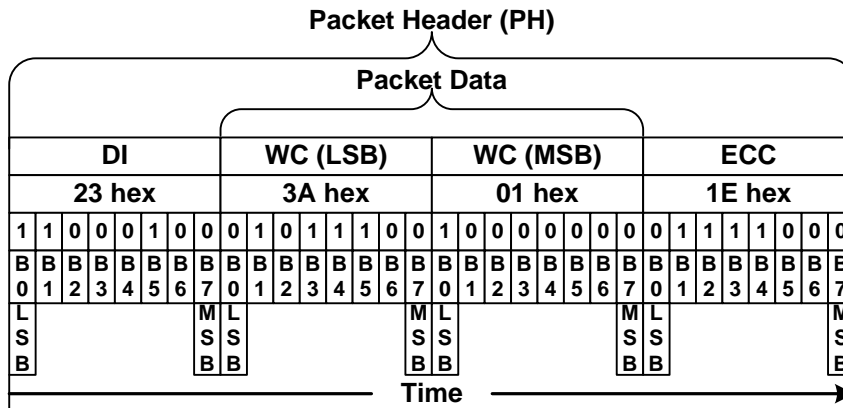 Packet Header (PH)
Packet Data
DI WC (LSB) WC (MSB) ECC
23 hex 3A hex 01 hex 1E hex
1 1 0 0 0 1 0 0 0 1 0 1 1 1 0 0 1 0 0 0 0 0 0 0 0 1 1 1 1 0 0 0
B0 B1 B2 B3 B4 B5 B6 B7 B0 B1 B2 B3 B4 B5 B6 B7 B0 B1 B2 B3 B4 B5 B6 B7 B0 B1 B2 B3 B4 B5 B6 B7
LSB MSB LSB MSB LSB MSB LSB MSB
Time